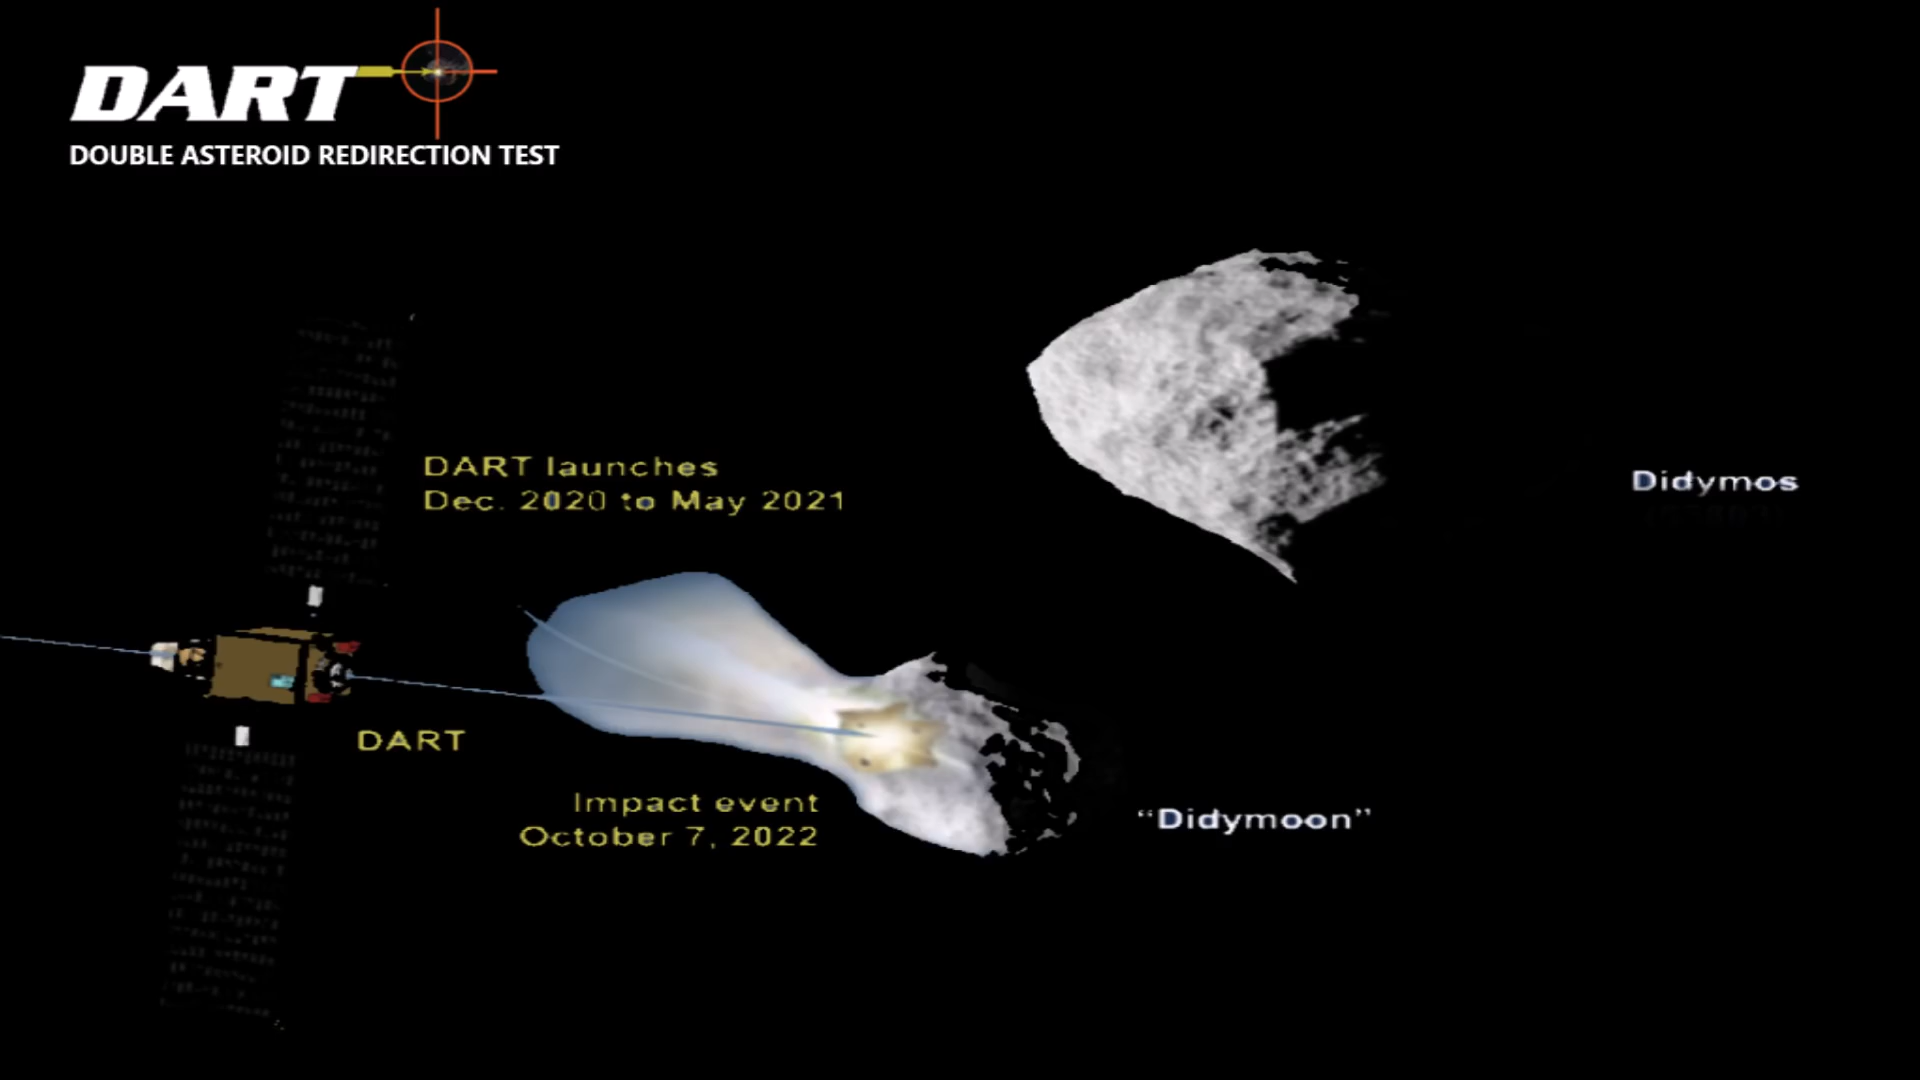 DART
DOUBLE ASTEROID REDIRECTION TEST
DART launches
Dec. 2020 to May 2021
Didymos
DART
Impact event
October 7, 2022
“Didymoon”